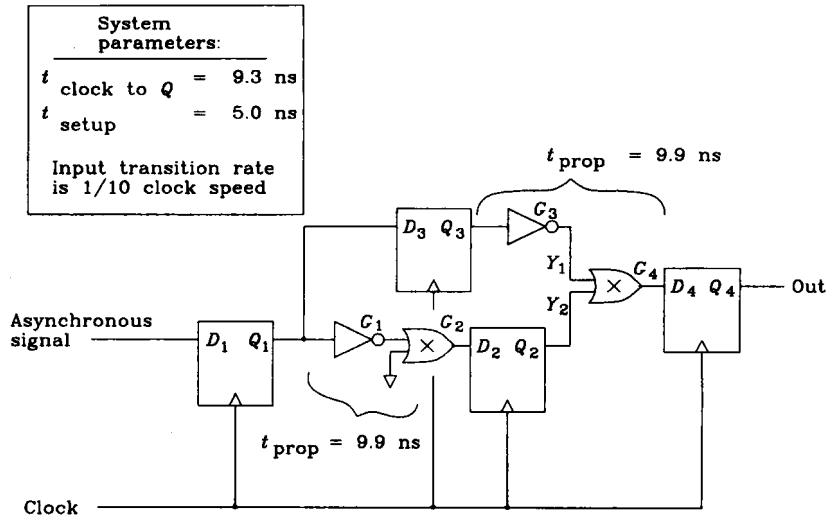 System
parameters:
t clock to Q = 9.3 ns
t setup = 5.0 ns
Input transition rate
is 1/10 clock speed
t prop = 9.9 ns
D3 Q3
G3
Y1
G4
Y2
D4 Q4
Out
Asynchronous
signal
D1 Q1
G1
G2
×
×
D2 Q2
t prop = 9.9 ns
Clock